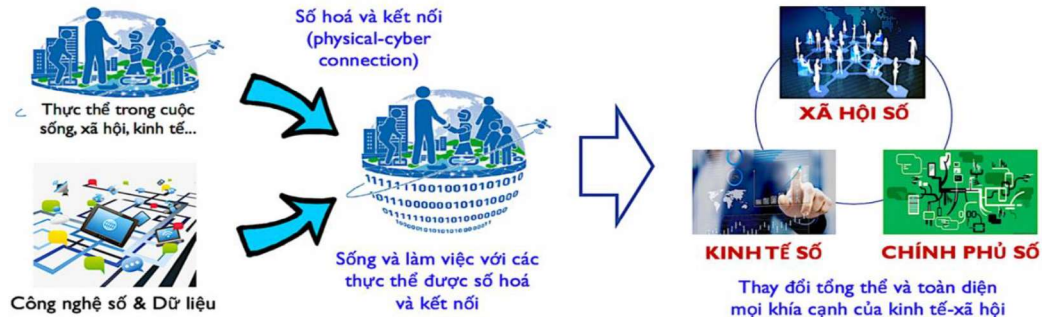 Số hoá và kết nối
(physical-cyber
connection)
Thực thể trong cuộc
sống, xã hội, kinh tế...
Công nghệ số & Dữ liệu
Sống và làm việc với các
thực thể được số hoá
và kết nối
XÃ HỘI SỐ
KINH TẾ SỐ
CHÍNH PHỦ SỐ
Thay đổi tổng thể và toàn diện
mọi khía cạnh của kinh tế-xã hội